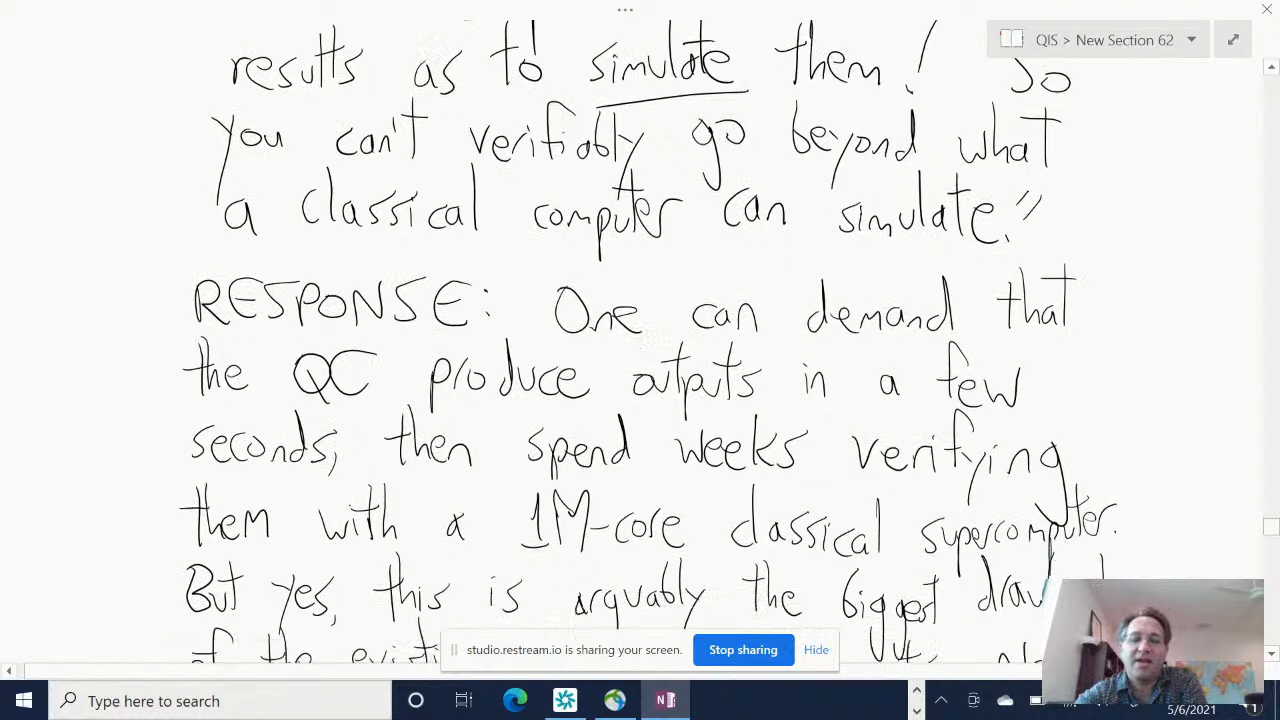 QIS > New Section 62
results as to simulate them! So
you can't verifiably go beyond what
a classical computer can simulate."
RESPONSE: One can demand that
the QC produce outputs in a few
seconds, then spend weeks verifying
them with a 1M-core classical supercomputer.
But yes, this is arguably the biggest
of the
studio.restream.io is sharing your screen.
Stop sharing
Hide
Type here to search
5/6/2021